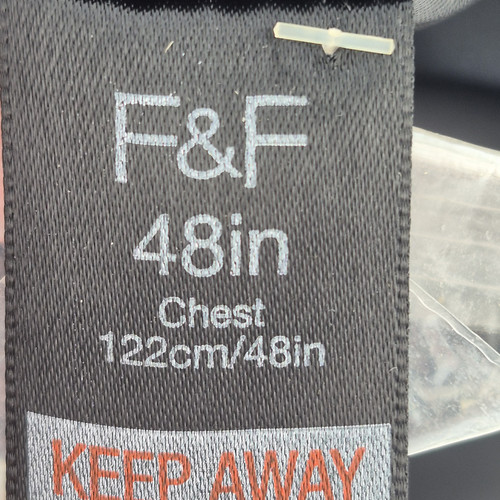 F&F
48in
Chest
122cm/48in
KEEP AWAY